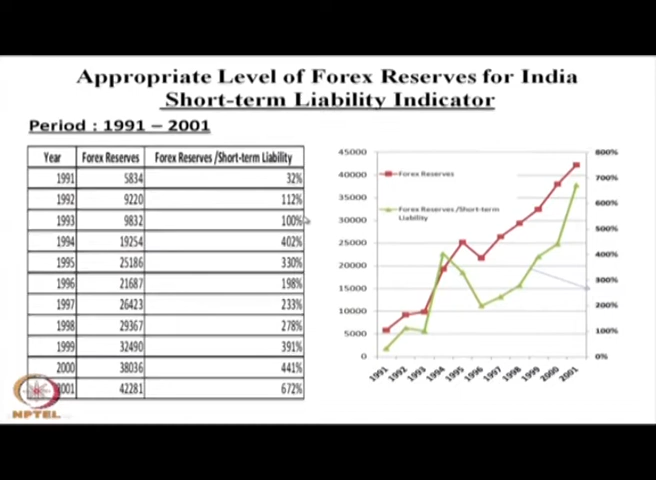 Appropriate Level of Forex Reserves for India
Short-term Liability Indicator
Period : 1991 – 2001
Year Forex Reserves Forex Reserves /Short-term Liability
1991 5834 32%
1992 9220 112%
1993 9832 100%
1994 19254 402%
1995 25186 330%
1996 21687 198%
1997 26423 233%
1998 29367 278%
1999 32490 391%
2000 38036 441%
2001 42281 672%
NPTEL
45000 800%
40000 700%
35000 600%
30000 500%
25000
20000 400%
15000 300%
10000 200%
5000 100%
0 0%
Forex Reserves
Forex Reserves/Short-term
Liability
1991 1992 1993 1994 1995 1996 1997 1998 1999 2000 2001